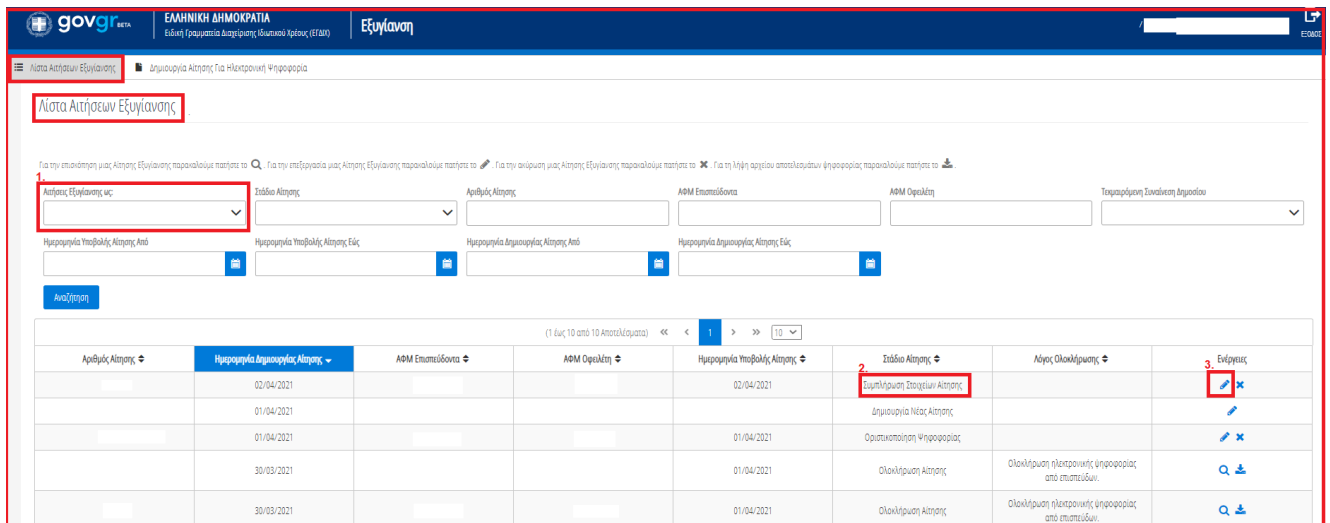 govgr BETA
ΕΛΛΗΝΙΚΗ ΔΗΜΟΚΡΑΤΙΑ
Ειδική Γραμματεία Διαχείρισης Ιδιωτικού Χρέους (ΕΓΔΙΧ)
Εξυγίανση
/
ΕΞΟΔΟΣ
Λίστα Αιτήσεων Εξυγίανσης Δημιουργία Αίτησης Για Ηλεκτρονική Ψηφοφορία
Λίστα Αιτήσεων Εξυγίανσης
Για την επισκόπηση μιας Αίτησης Εξυγίανσης παρακαλούμε πατήστε το . Για την επεξεργασία μιας Αίτησης Εξυγίανσης παρακαλούμε πατήστε το . Για την ακύρωση μιας Αίτησης Εξυγίανσης παρακαλούμε πατήστε το . Για τη λήψη αρχείου αποτελεσμάτων ψηφοφορίας παρακαλούμε πατήστε το .
1.
Αιτήσεις Εξυγίανσης ως: Στάδιο Αίτησης Αριθμός Αίτησης ΑΦΜ Επισπεύδοντα ΑΦΜ Οφειλέτη Τεκμαιρόμενη Συναίνεση Δημοσίου
Ημερομηνία Υποβολής Αίτησης Από Ημερομηνία Υποβολής Αίτησης Εώς Ημερομηνία Δημιουργίας Αίτησης Από Ημερομηνία Δημιουργίας Αίτησης Εώς
Αναζήτηση
(1 έως 10 από 10 Αποτελέσματα) 1 10
Αριθμός Αίτησης Ημερομηνία Δημιουργίας Αίτησης ΑΦΜ Επισπεύδοντα ΑΦΜ Οφειλέτη Ημερομηνία Υποβολής Αίτησης Στάδιο Αίτησης Λόγος Ολοκλήρωσης Ενέργειες
2. 3.
02/04/2021 02/04/2021 Συμπλήρωση Στοιχείων Αίτησης
01/04/2021 Δημιουργία Νέας Αίτησης
01/04/2021 01/04/2021 Οριστικοποίηση Ψηφοφορίας
30/03/2021 01/04/2021 Ολοκλήρωση Αίτησης Ολοκλήρωση ηλεκτρονικής ψηφοφορίας
από επισπεύδων.
30/03/2021 01/04/2021 Ολοκλήρωση Αίτησης Ολοκλήρωση ηλεκτρονικής ψηφοφορίας
από επισπεύδων.